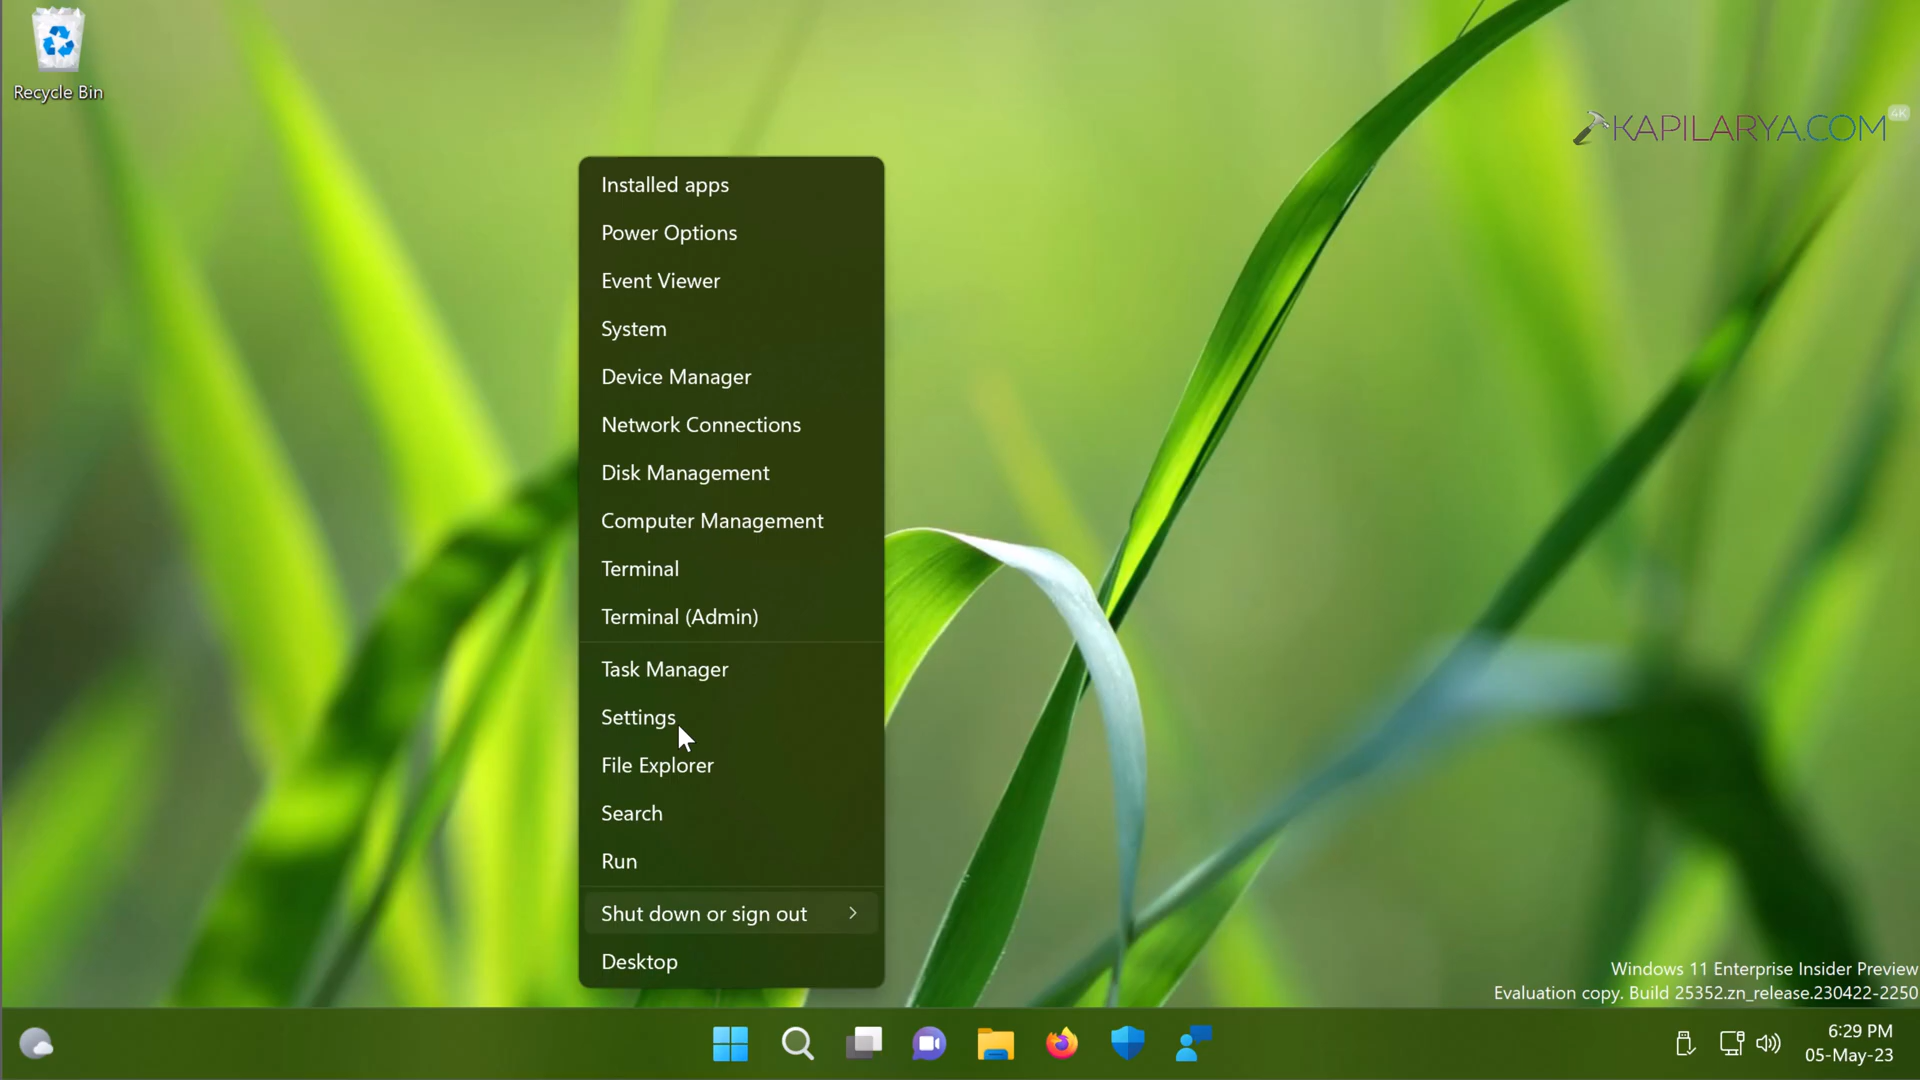 Recycle Bin
KAPILARYA.COM
4K
Installed apps
Power Options
Event Viewer
System
Device Manager
Network Connections
Disk Management
Computer Management
Terminal
Terminal (Admin)
Task Manager
Settings
File Explorer
Search
Run
Shut down or sign out
Desktop
Windows 11 Enterprise Insider Preview
Evaluation copy. Build 25352.zn_release.230422-2250
6:29 PM
05-May-23